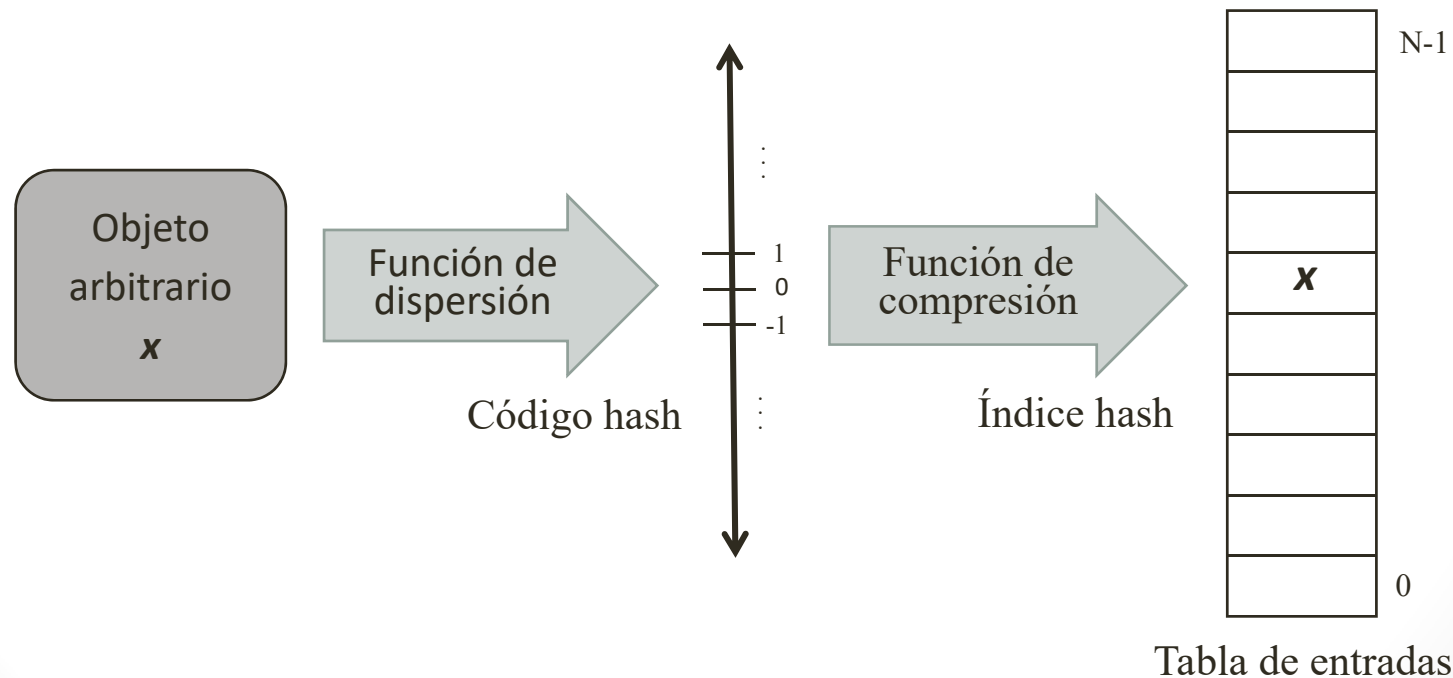 Objeto
arbitrario
x
Función de
dispersión
Código hash
⋮
1
0
-1
⋮
Función de
compresión
Índice hash
N-1
x
0
Tabla de entradas